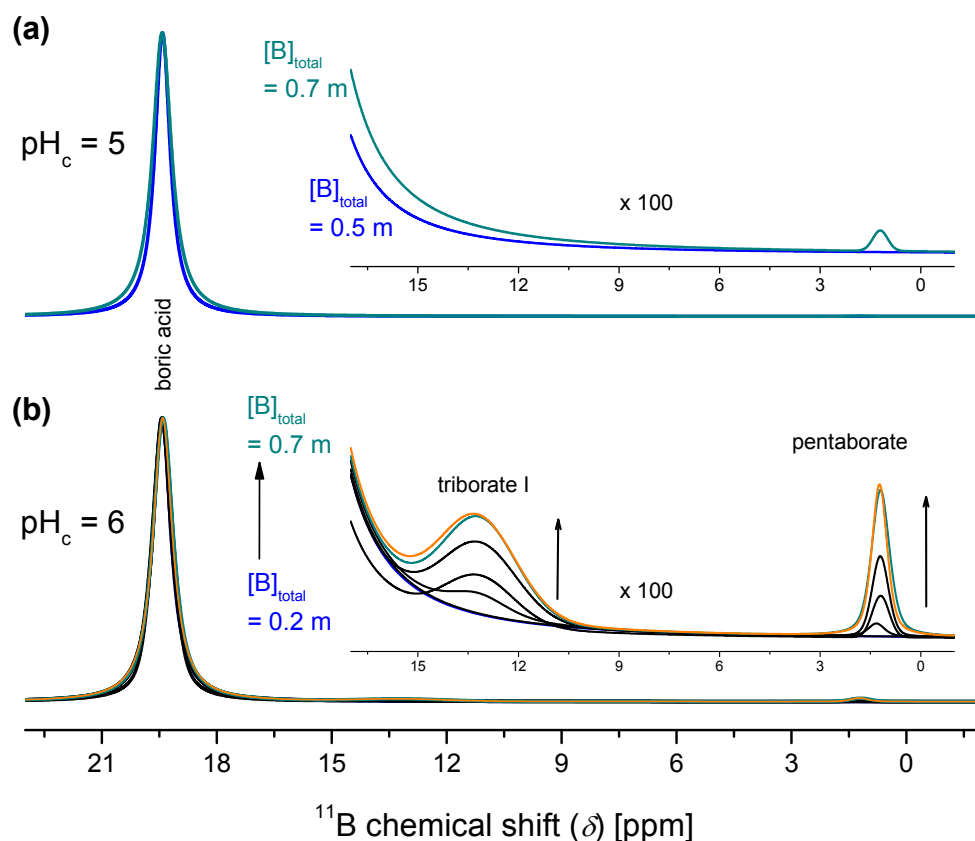 (a)
[B]total
= 0.7 m
pHc = 5
[B]total
= 0.5 m
x 100
15 12 9 6 3 0
boric acid
(b)
[B]total
= 0.7 m
pentaborate
triborate I
pHc = 6
x 100
[B]total
= 0.2 m
15 12 9 6 3 0
21 18 15 12 9 6 3 0
11B chemical shift (δ) [ppm]